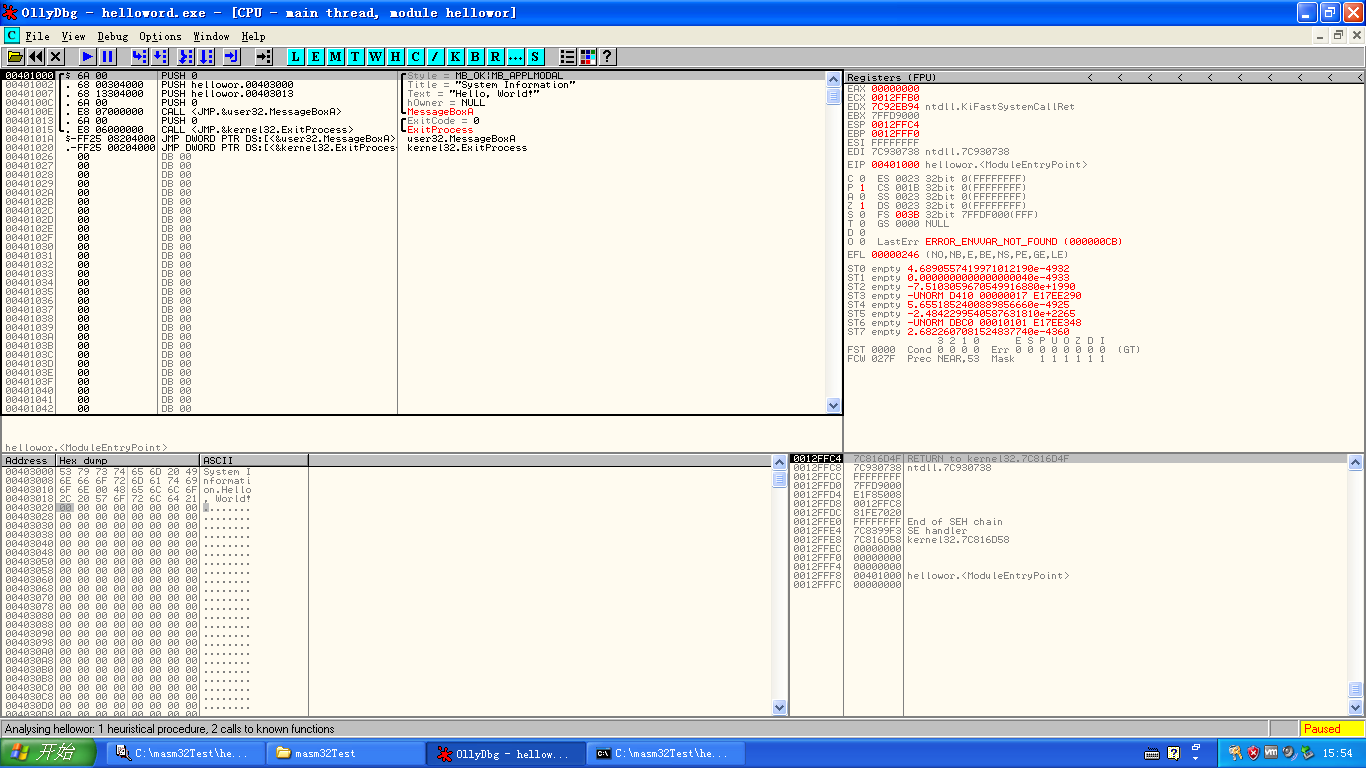 OllyDbg - helloword.exe - [CPU - main thread, module hellowor]
C File View Debug Options Window Help
L E M T W H C / K B R ... S ?
00401000 $ 6A 00 PUSH 0 Style = MB_OK|MB_APPLMODAL
00401002 . 68 00304000 PUSH hellowor.00403000 Title = "System Information"
00401007 . 68 13304000 PUSH hellowor.00403013 Text = "Hello, World!"
0040100C . 6A 00 PUSH 0 hOwner = NULL
0040100E . E8 07000000 CALL <JMP.&user32.MessageBoxA> MessageBoxA
00401013 . 6A 00 PUSH 0 ExitCode = 0
00401015 . E8 06000000 CALL <JMP.&kernel32.ExitProcess> ExitProcess
0040101A $-FF25 08204000 JMP DWORD PTR DS:[<&user32.MessageBoxA> user32.MessageBoxA
00401020 .-FF25 00204000 JMP DWORD PTR DS:[<&kernel32.ExitProces kernel32.ExitProcess
00401026 00 DB 00
00401027 00 DB 00
00401028 00 DB 00
00401029 00 DB 00
0040102A 00 DB 00
0040102B 00 DB 00
0040102C 00 DB 00
0040102D 00 DB 00
0040102E 00 DB 00
0040102F 00 DB 00
00401030 00 DB 00
00401031 00 DB 00
00401032 00 DB 00
00401033 00 DB 00
00401034 00 DB 00
00401035 00 DB 00
00401036 00 DB 00
00401037 00 DB 00
00401038 00 DB 00
00401039 00 DB 00
0040103A 00 DB 00
0040103B 00 DB 00
0040103C 00 DB 00
0040103D 00 DB 00
0040103E 00 DB 00
0040103F 00 DB 00
00401040 00 DB 00
00401041 00 DB 00
00401042 00 DB 00
hellowor.<ModuleEntryPoint>
Registers (FPU) < < < < < < < < <
EAX 00000000
ECX 0012FFB0
EDX 7C92EB94 ntdll.KiFastSystemCallRet
EBX 7FFD9000
ESP 0012FFC4
EBP 0012FFF0
ESI FFFFFFFF
EDI 7C930738 ntdll.7C930738
EIP 00401000 hellowor.<ModuleEntryPoint>
C 0 ES 0023 32bit 0(FFFFFFFF)
P 1 CS 001B 32bit 0(FFFFFFFF)
A 0 SS 0023 32bit 0(FFFFFFFF)
Z 1 DS 0023 32bit 0(FFFFFFFF)
S 0 FS 003B 32bit 7FFDF000(FFF)
T 0 GS 0000 NULL
D 0
O 0 LastErr ERROR_ENVVAR_NOT_FOUND (000000CB)
EFL 00000246 (NO,NB,E,BE,NS,PE,GE,LE)
ST0 empty 4.6890557419971012190e-4932
ST1 empty 0.0000000000000000040e-4933
ST2 empty -7.5103059670549916880e+1990
ST3 empty -UNORM D410 00000017 E17EE290
ST4 empty 5.6551852400889856660e-4925
ST5 empty -2.4842299540587631810e+2265
ST6 empty -UNORM DBC0 00010101 E17EE348
ST7 empty 2.6822607081524837740e-4360
3 2 1 0 E S P U O Z D I
FST 0000 Cond 0 0 0 0 Err 0 0 0 0 0 0 0 0 (GT)
FCW 027F Prec NEAR,53 Mask 1 1 1 1 1 1
Address Hex dump ASCII
00403000 53 79 73 74 65 6D 20 49 System I
00403008 6E 66 6F 72 6D 61 74 69 nformati
00403010 6F 6E 00 48 65 6C 6C 6F on.Hello
00403018 2C 20 57 6F 72 6C 64 21 , World!
00403020 00 00 00 00 00 00 00 00 ........
00403028 00 00 00 00 00 00 00 00 ........
00403030 00 00 00 00 00 00 00 00 ........
00403038 00 00 00 00 00 00 00 00 ........
00403040 00 00 00 00 00 00 00 00 ........
00403048 00 00 00 00 00 00 00 00 ........
00403050 00 00 00 00 00 00 00 00 ........
00403058 00 00 00 00 00 00 00 00 ........
00403060 00 00 00 00 00 00 00 00 ........
00403068 00 00 00 00 00 00 00 00 ........
00403070 00 00 00 00 00 00 00 00 ........
00403078 00 00 00 00 00 00 00 00 ........
00403080 00 00 00 00 00 00 00 00 ........
00403088 00 00 00 00 00 00 00 00 ........
00403090 00 00 00 00 00 00 00 00 ........
00403098 00 00 00 00 00 00 00 00 ........
004030A0 00 00 00 00 00 00 00 00 ........
004030A8 00 00 00 00 00 00 00 00 ........
004030B0 00 00 00 00 00 00 00 00 ........
004030B8 00 00 00 00 00 00 00 00 ........
004030C0 00 00 00 00 00 00 00 00 ........
004030C8 00 00 00 00 00 00 00 00 ........
004030D0 00 00 00 00 00 00 00 00 ........
004030D8 00 00 00 00 00 00 00 00 ........
0012FFC4 7C816D4F RETURN to kernel32.7C816D4F
0012FFC8 7C930738 ntdll.7C930738
0012FFCC FFFFFFFF
0012FFD0 7FFD9000
0012FFD4 E1F85008
0012FFD8 0012FFC8
0012FFDC 81FE7020
0012FFE0 FFFFFFFF End of SEH chain
0012FFE4 7C8399F3 SE handler
0012FFE8 7C816D58 kernel32.7C816D58
0012FFEC 00000000
0012FFF0 00000000
0012FFF4 00000000
0012FFF8 00401000 hellowor.<ModuleEntryPoint>
0012FFFC 00000000
Analysing hellowor: 1 heuristical procedure, 2 calls to known functions Paused
开始 C:\masm32Test\he... masm32Test OllyDbg - hellow... C:\masm32Test\he... 15:54